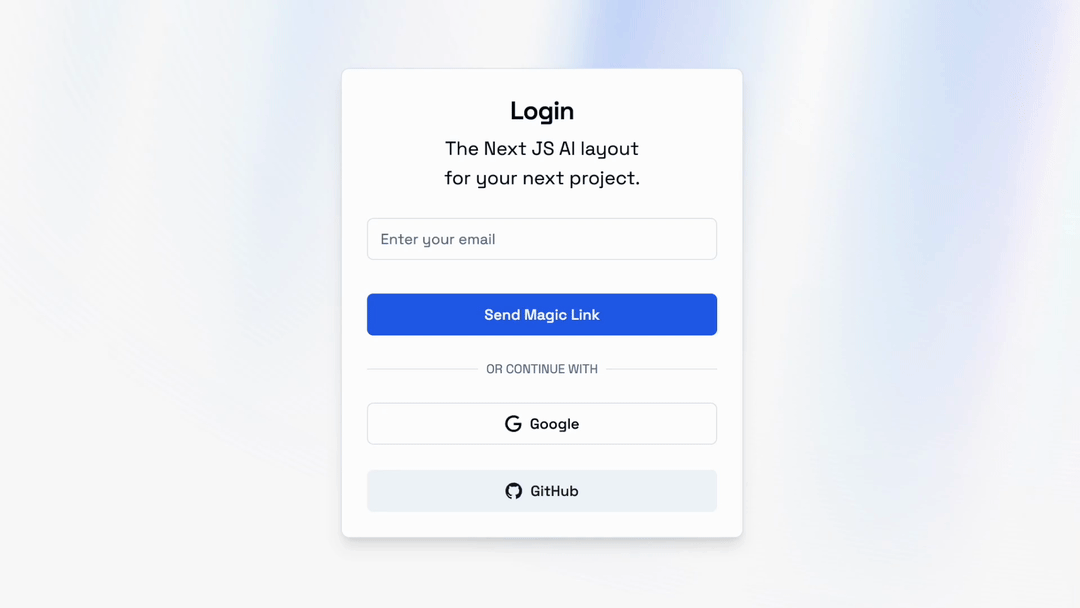 Login
The Next JS AI layout
for your next project.
Enter your email
Send Magic Link
OR CONTINUE WITH
Google
GitHub